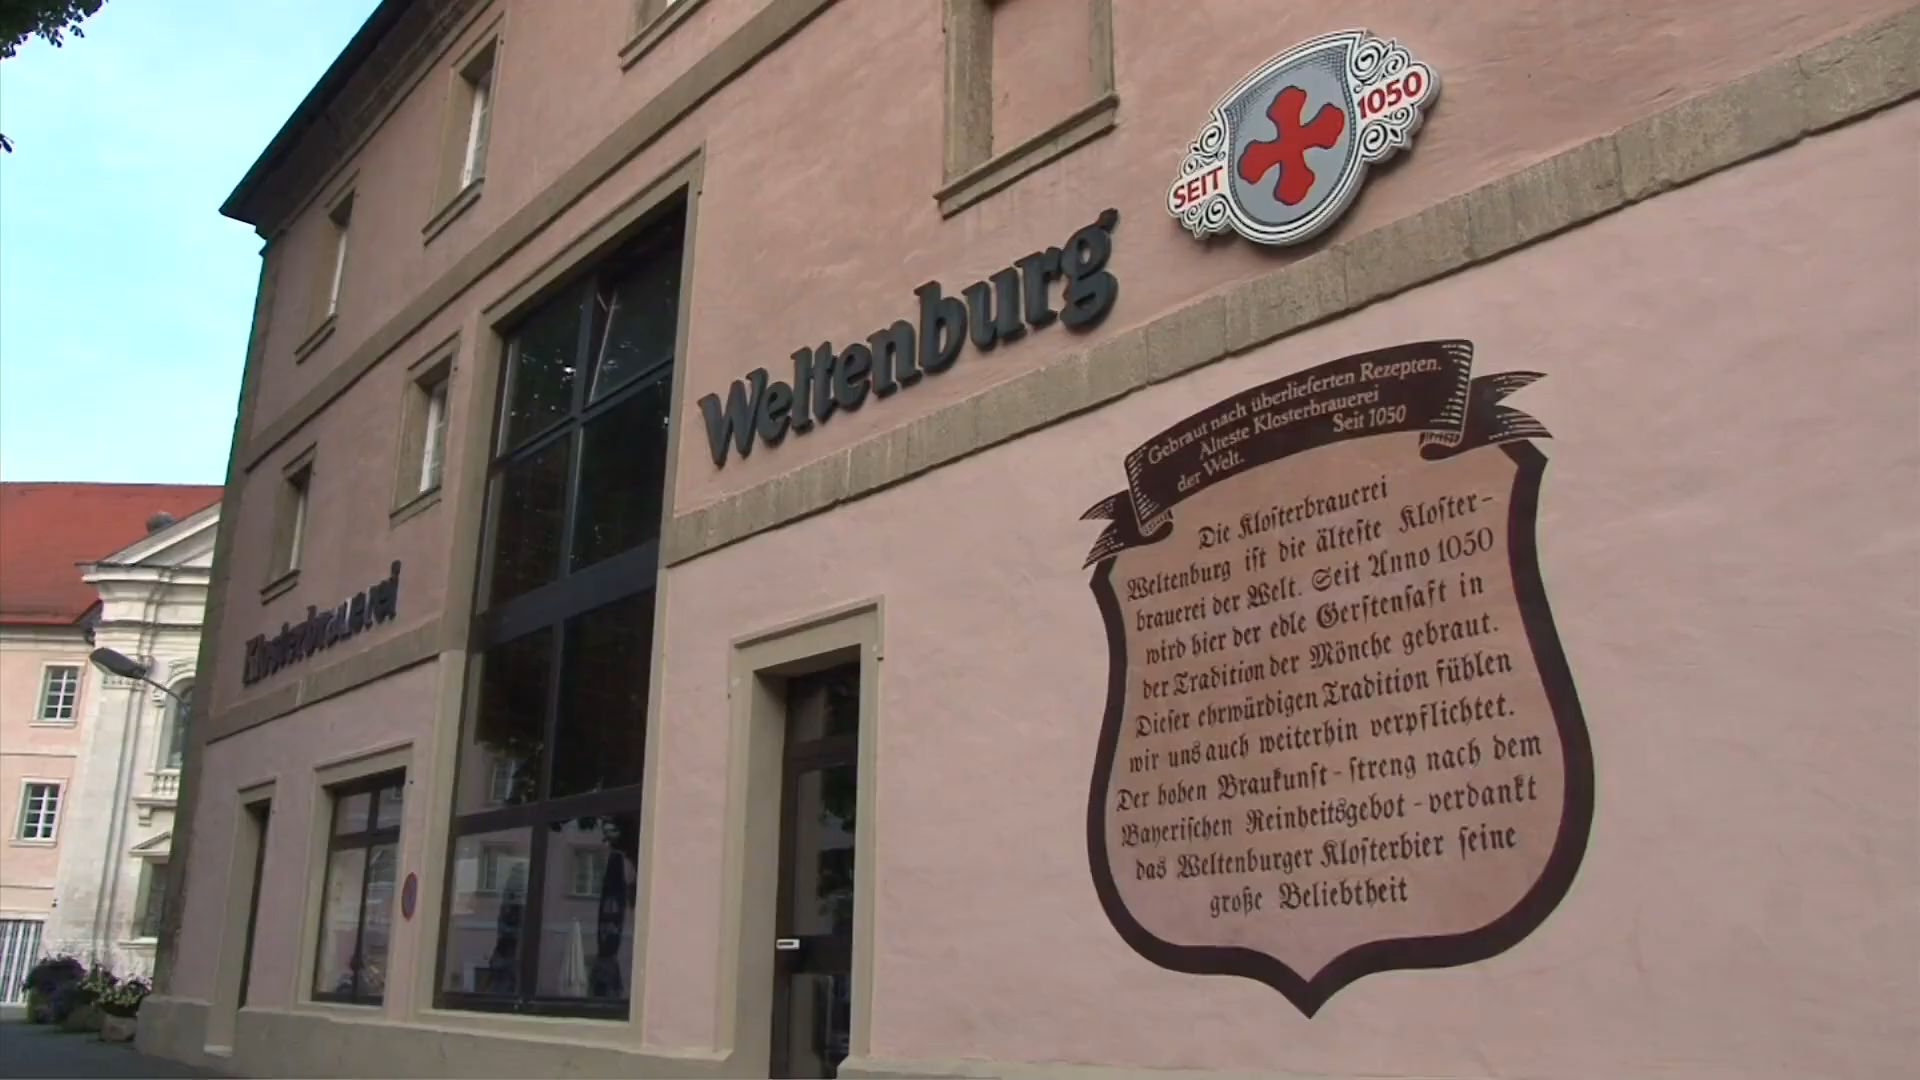 SEIT 1050
Klosterbrauerei Weltenburg
Gebraut nach überlieferten Rezepten.
Älteste Klosterbrauerei
der Welt. Seit 1050
Die Kloſterbrauerei
Weltenburg iſt die älteſte Kloſter-
brauerei der Welt. Seit Anno 1050
wird hier der edle Gerſtenſaft in
der Tradition der Mönche gebraut.
Dieſer ehrwürdigen Tradition fühlen
wir uns auch weiterhin verpflichtet.
Der hohen Braukunſt - ſtreng nach dem
Bayeriſchen Reinheitsgebot - verdankt
das Weltenburger Kloſterbier ſeine
große Beliebtheit